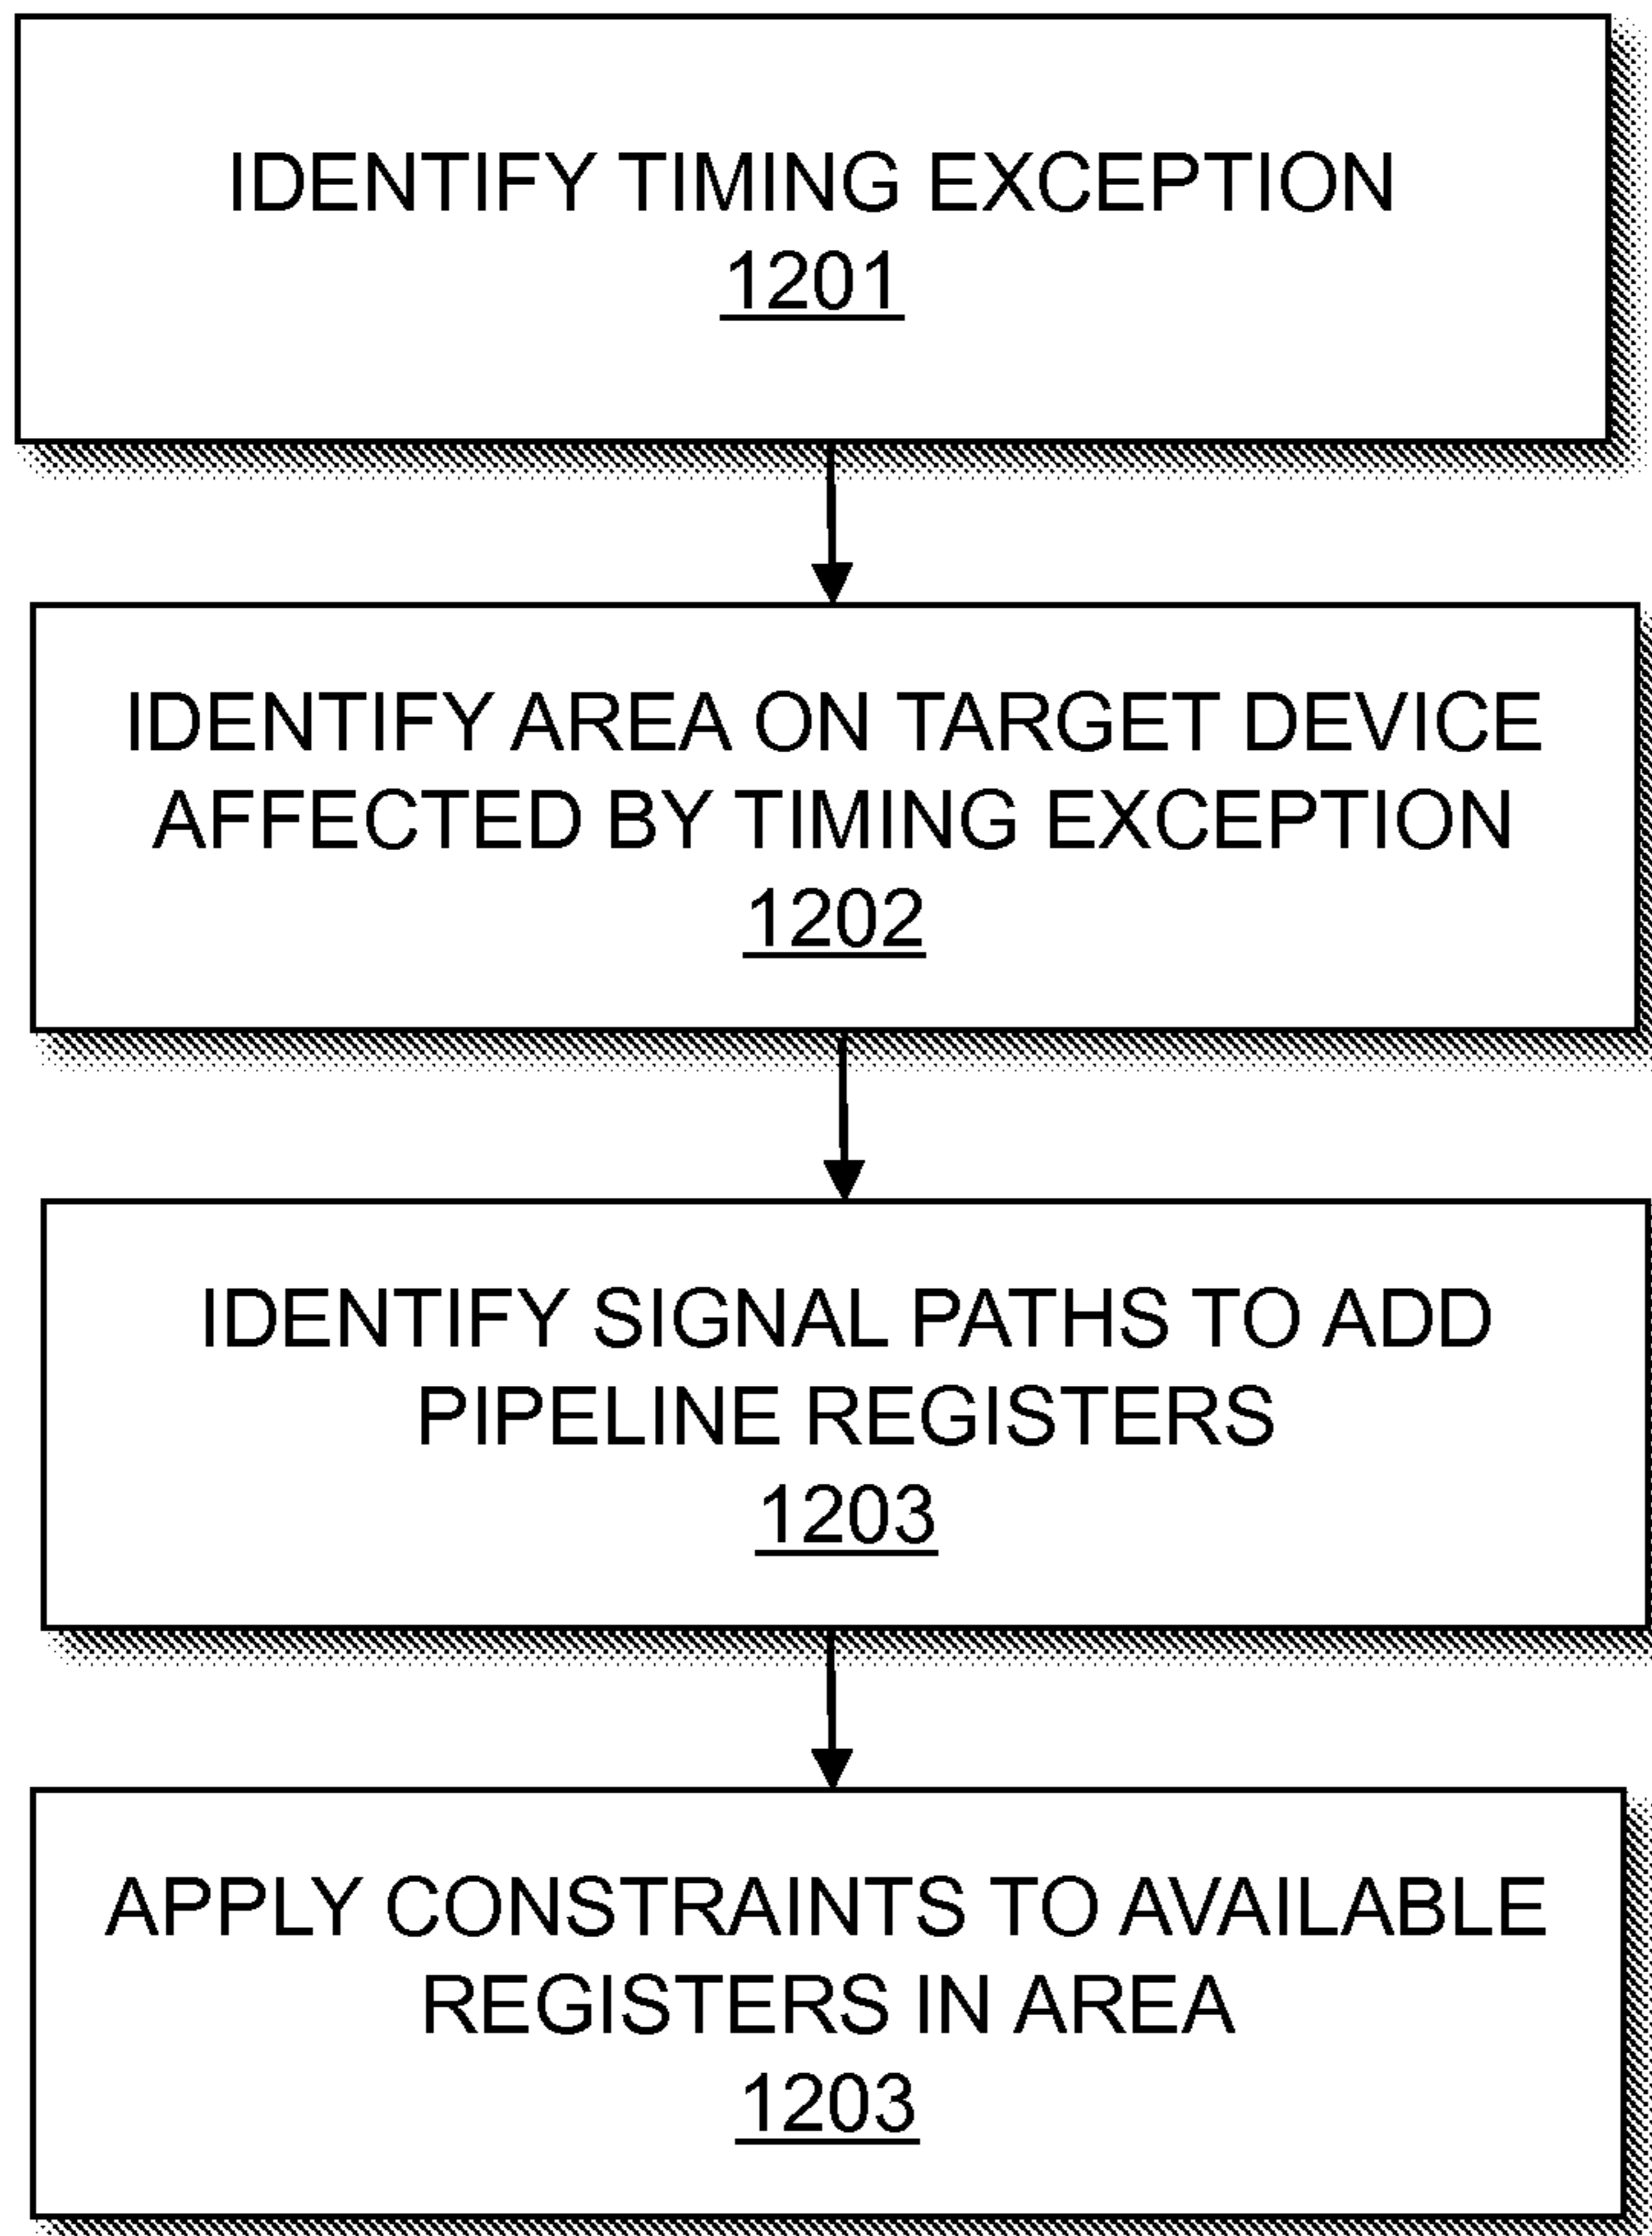 IDENTIFY TIMING EXCEPTION
1201
IDENTIFY AREA ON TARGET DEVICE
AFFECTED BY TIMING EXCEPTION
1202
IDENTIFY SIGNAL PATHS TO ADD
PIPELINE REGISTERS
1203
APPLY CONSTRAINTS TO AVAILABLE
REGISTERS IN AREA
1203